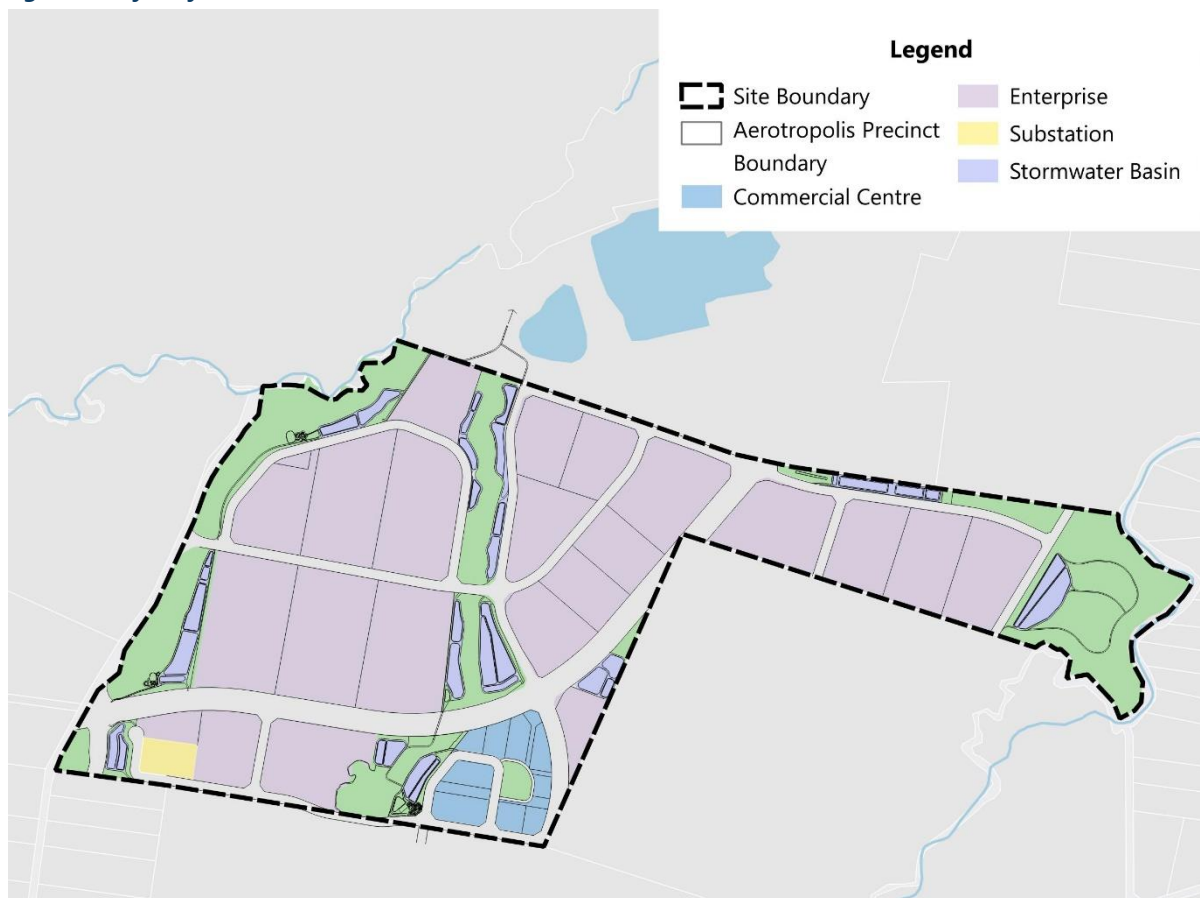 Legend
Site Boundary
Aerotropolis Precinct
Boundary
Commercial Centre
Enterprise
Substation
Stormwater Basin